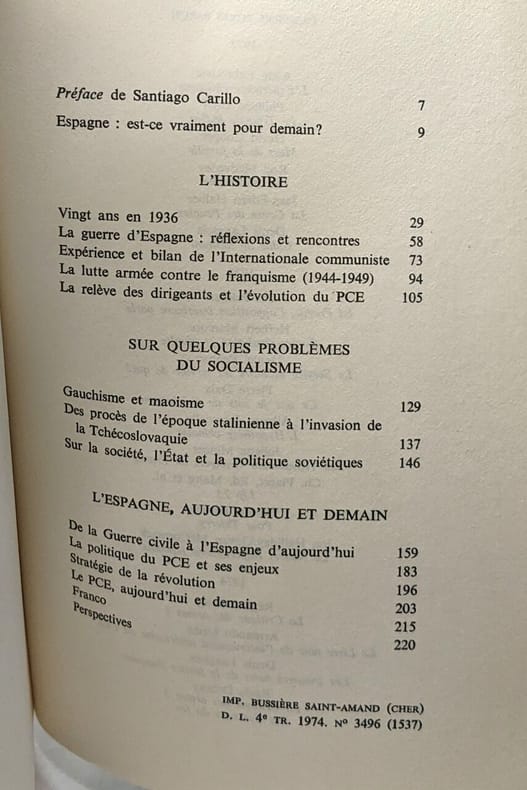 Préface de Santiago Carillo 7
Espagne : est-ce vraiment pour demain? 9
L'HISTOIRE
Vingt ans en 1936 29
La guerre d'Espagne : réflexions et rencontres 58
Expérience et bilan de l'Internationale communiste 73
La lutte armée contre le franquisme (1944-1949) 94
La relève des dirigeants et l'évolution du PCE 105
SUR QUELQUES PROBLÈMES
DU SOCIALISME
Gauchisme et maoisme 129
Des procès de l'époque stalinienne à l'invasion de
la Tchécoslovaquie 137
Sur la société, l'État et la politique soviétiques 146
L'ESPAGNE, AUJOURD'HUI ET DEMAIN
De la Guerre civile à l'Espagne d'aujourd'hui 159
La politique du PCE et ses enjeux 183
Stratégie de la révolution 196
Le PCE, aujourd'hui et demain 203
Franco 215
Perspectives 220
IMP. BUSSIÈRE SAINT-AMAND (CHER)
D. L. 4e TR. 1974. No 3496 (1537)